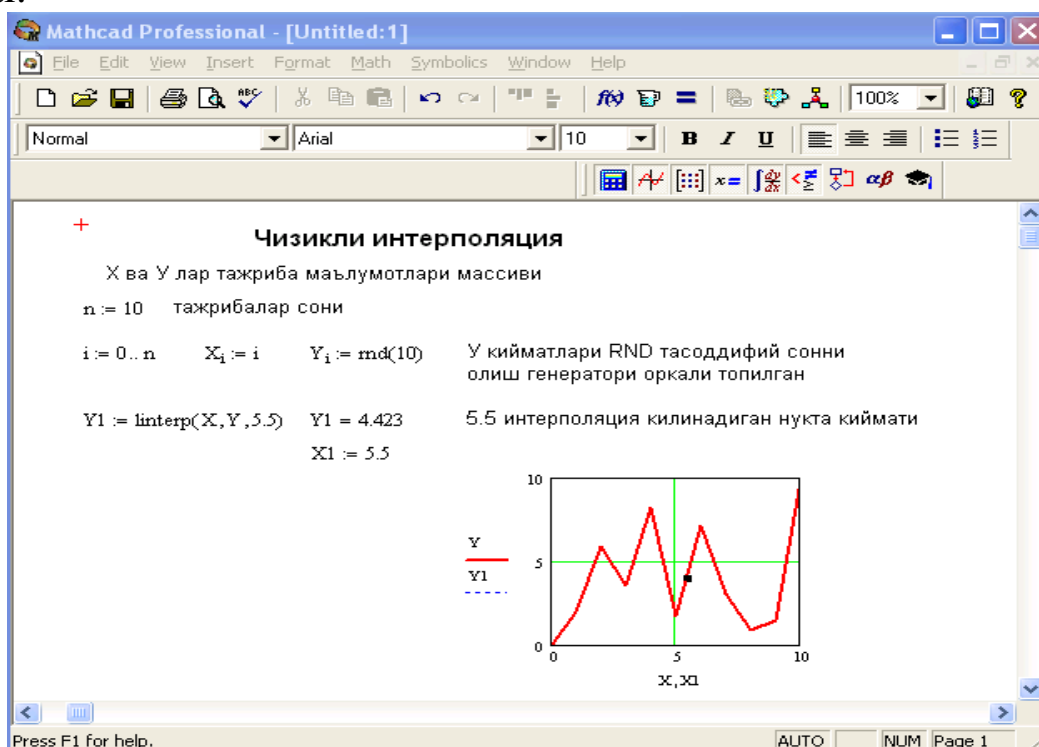 Mathcad Professional - [Untitled:1]
File Edit View Insert Format Math Symbolics Window Help
100%
Normal Arial 10 B I U
Чизикли интерполяция
Х ва У лар тажриба маълумотлари массиви
n := 10 тажрибалар сони
i := 0.. n X_i := i Y_i := rnd(10) У кийматлари RND тасоддифий сонни
олиш генератори оркали топилган
Y1 := linterp(X,Y,5.5) Y1 = 4.423 5.5 интерполяция килинадиган нукта киймати
X1 := 5.5
10
Y
5
Y1
0
0 5 10
X,X1
Press F1 for help. AUTO NUM Page 1